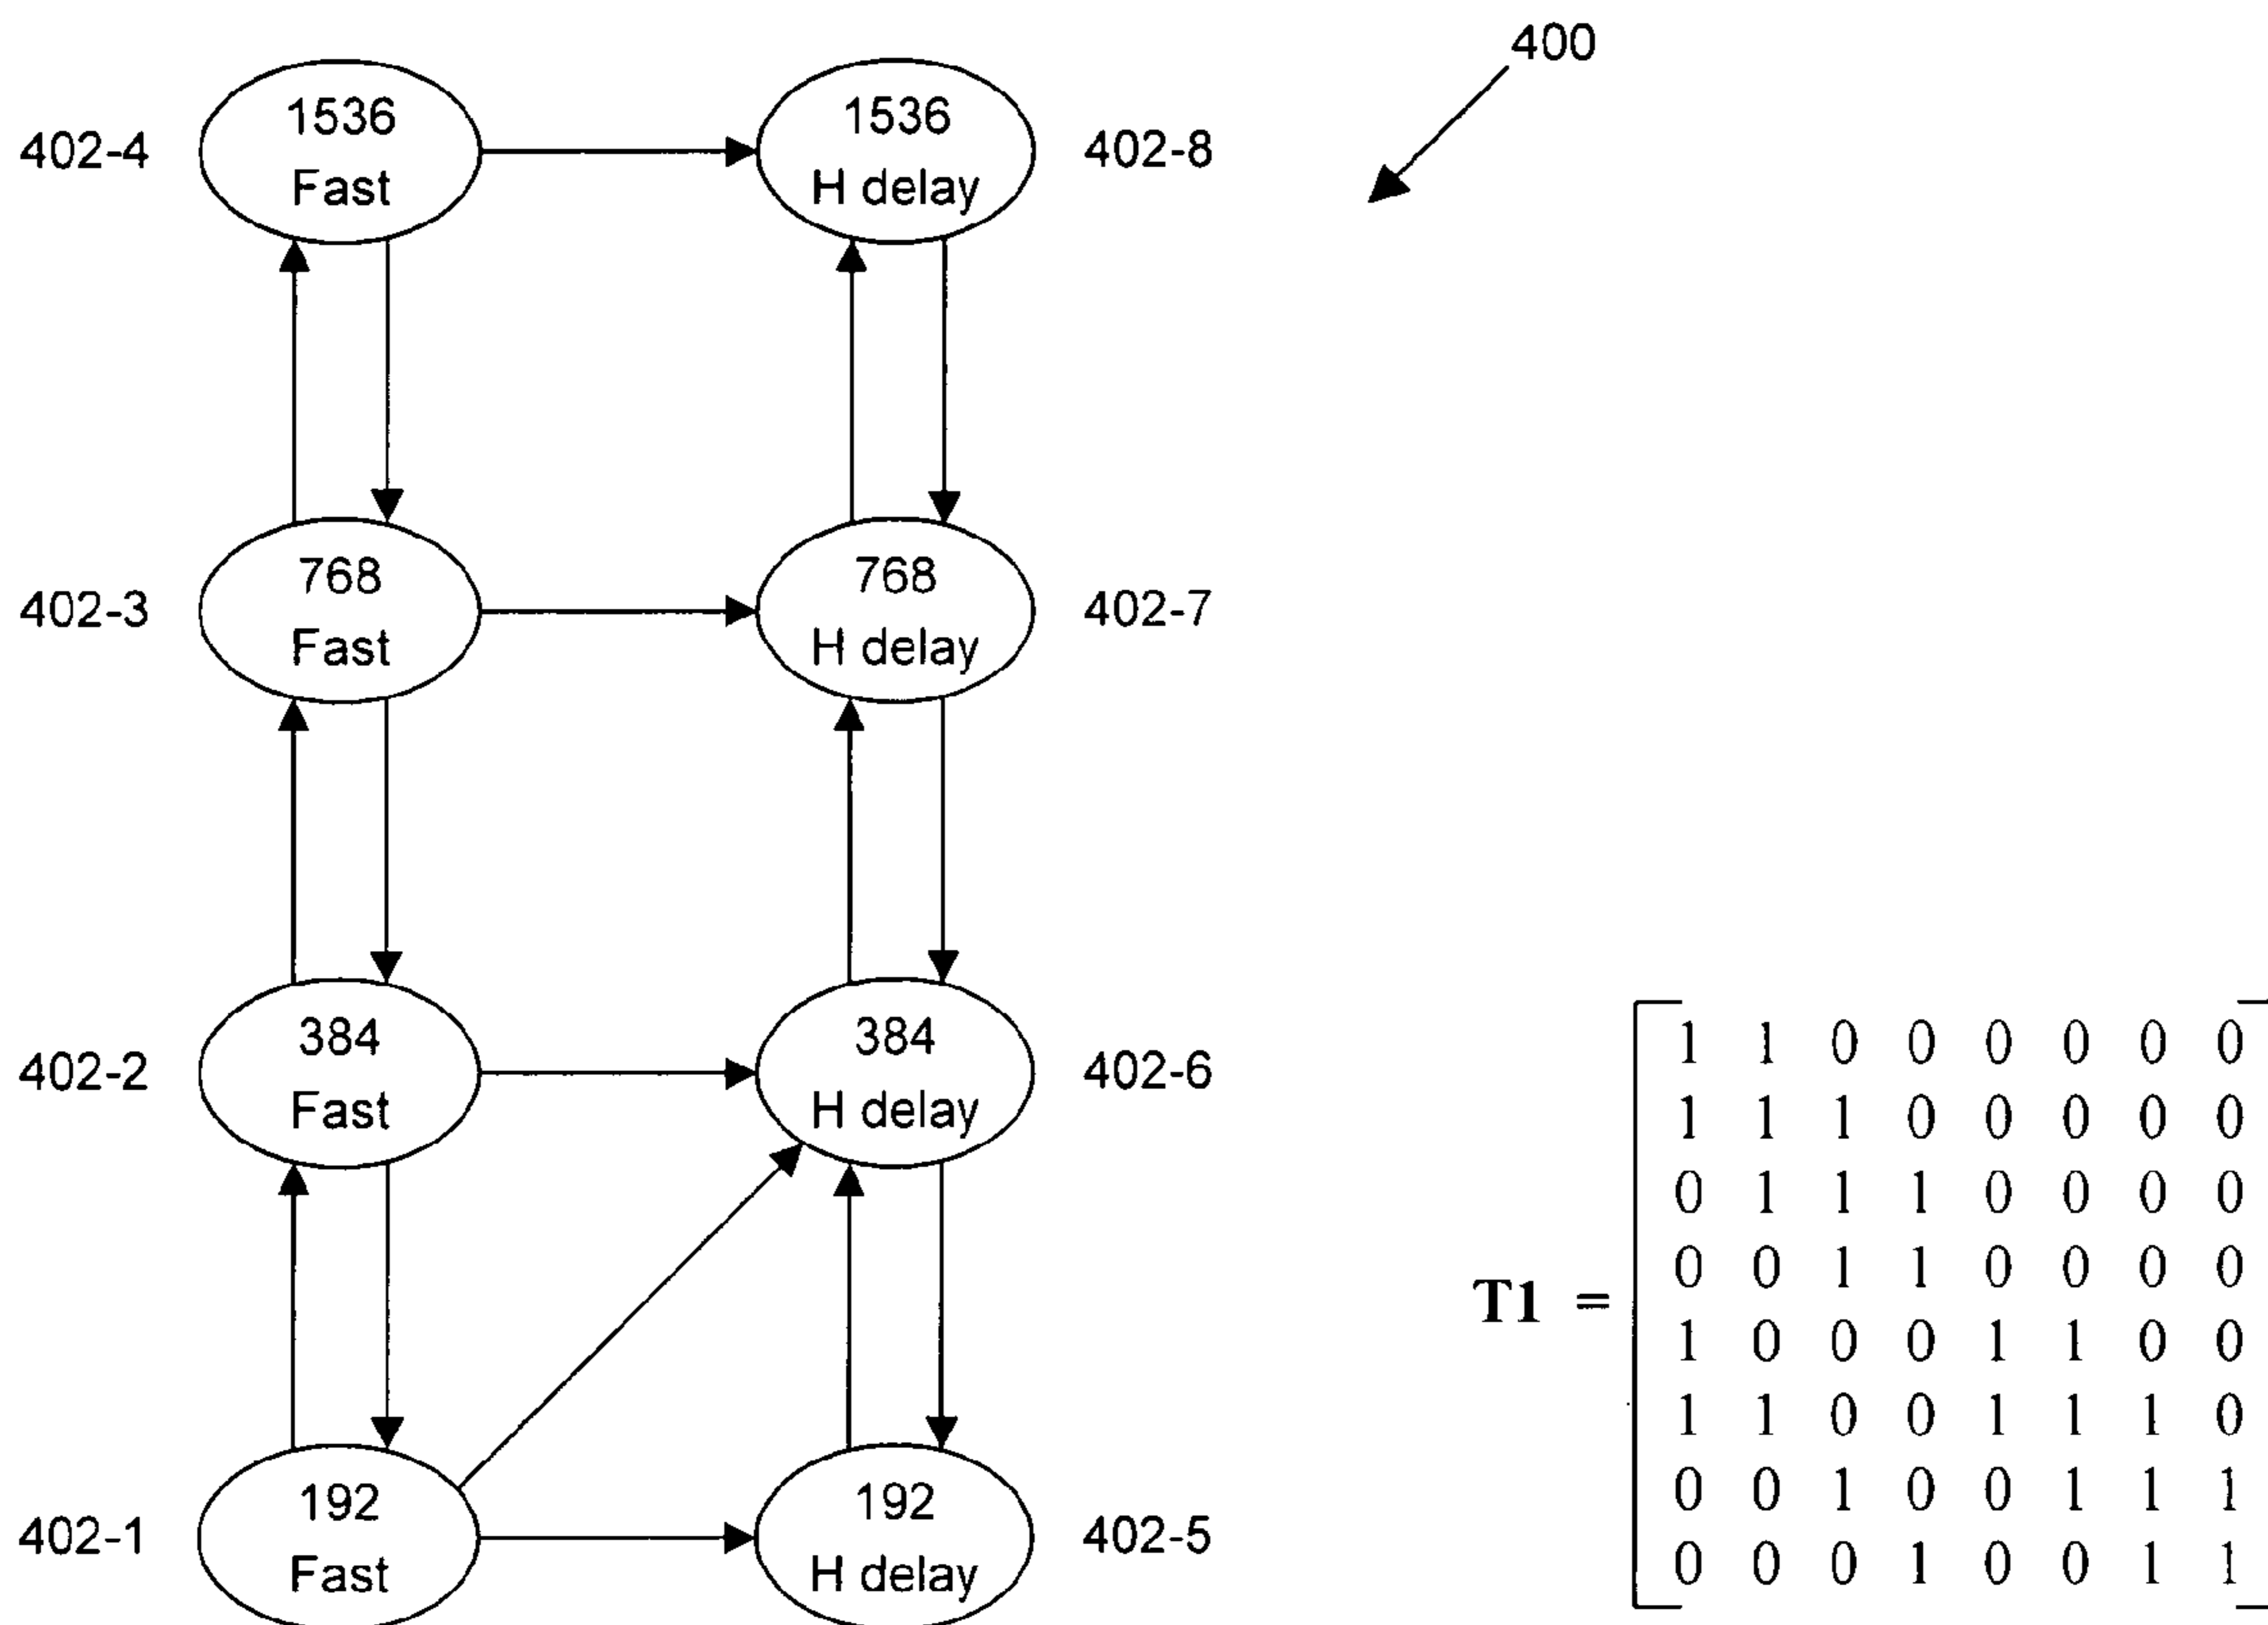 400
402-4
1536
Fast
1536
H delay
402-8
402-3
768
Fast
768
H delay
402-7
402-2
384
Fast
384
H delay
402-6
402-1
192
Fast
192
H delay
402-5
T1 =
1 1 0 0 0 0 0 0
1 1 1 0 0 0 0 0
0 1 1 1 0 0 0 0
0 0 1 1 0 0 0 0
1 0 0 0 1 1 0 0
1 1 0 0 1 1 1 0
0 0 1 0 0 1 1 1
0 0 0 1 0 0 1 1